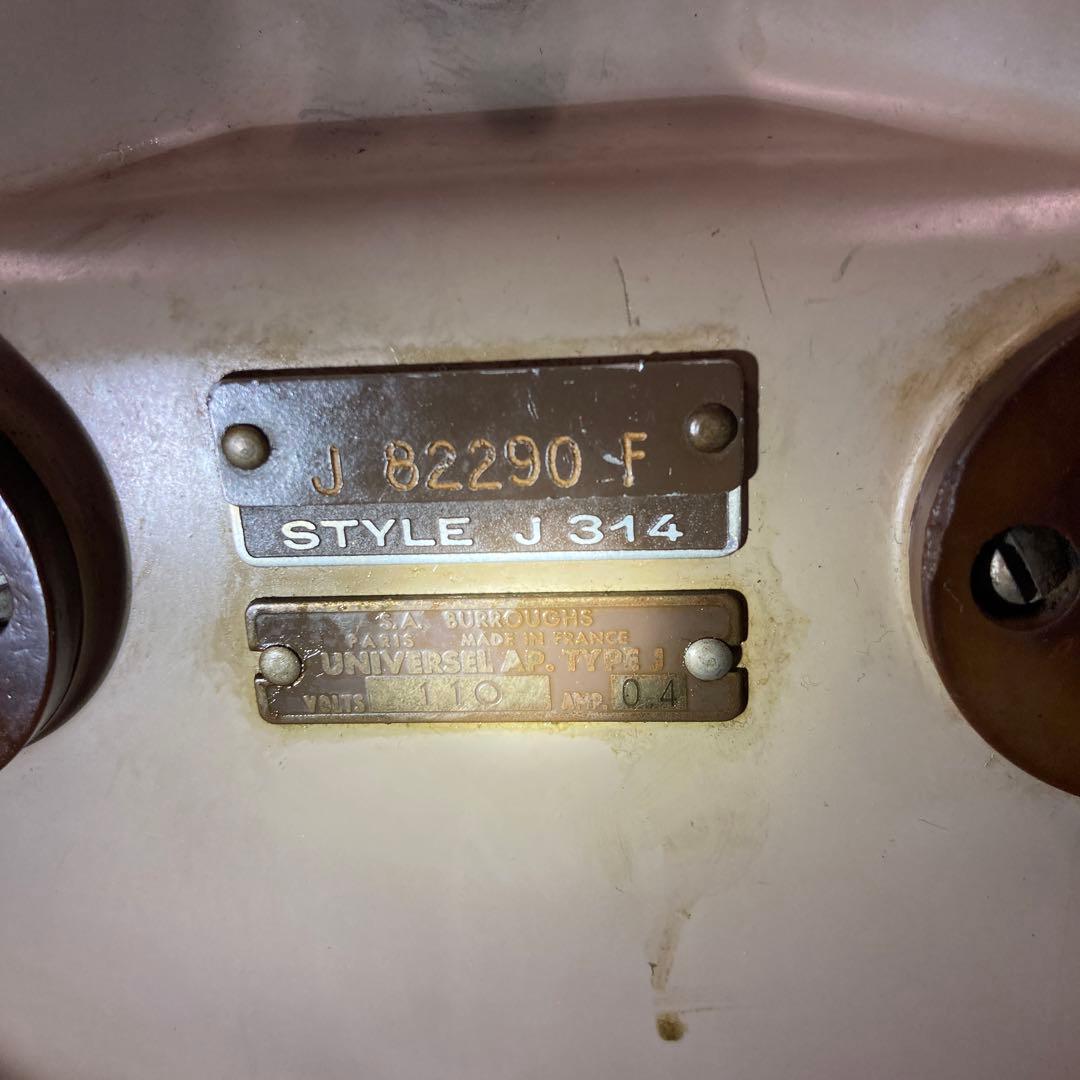 J 82290 F
STYLE J 314
S.A. BURROUGHS
PARIS MADE IN FRANCE
UNIVERSEL AP. TYPE J
VOLTS 110 AMP. 0.4